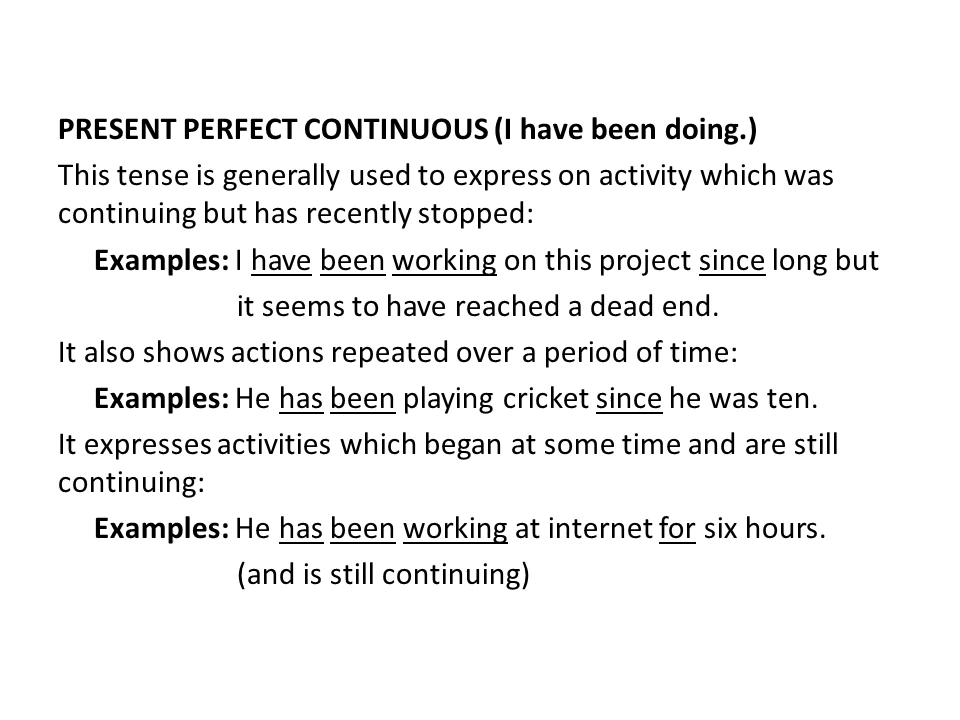 PRESENT PERFECT CONTINUOUS (I have been doing.)
This tense is generally used to express on activity which was
continuing but has recently stopped:
Examples: I have been working on this project since long but
it seems to have reached a dead end.
It also shows actions repeated over a period of time:
Examples: He has been playing cricket since he was ten.
It expresses activities which began at some time and are still
continuing:
Examples: He has been working at internet for six hours.
(and is still continuing)